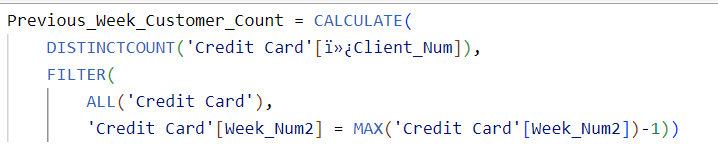 Previous_Week_Customer_Count = CALCULATE(
DISTINCTCOUNT('Credit Card'[ï»¿Client_Num]),
FILTER(
ALL('Credit Card'),
'Credit Card'[Week_Num2] = MAX('Credit Card'[Week_Num2])-1))